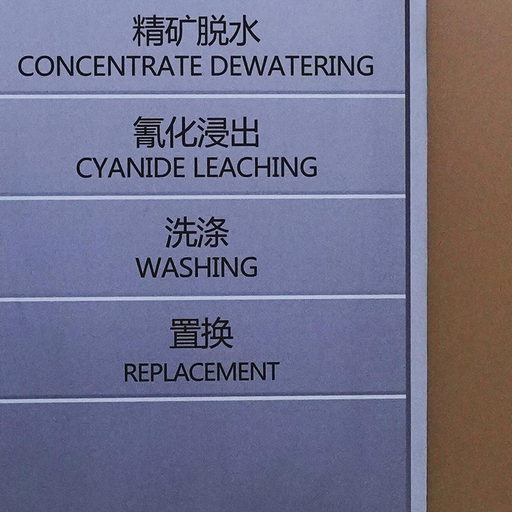 精矿脱水
CONCENTRATE DEWATERING
氰化浸出
CYANIDE LEACHING
洗涤
WASHING
置换
REPLACEMENT